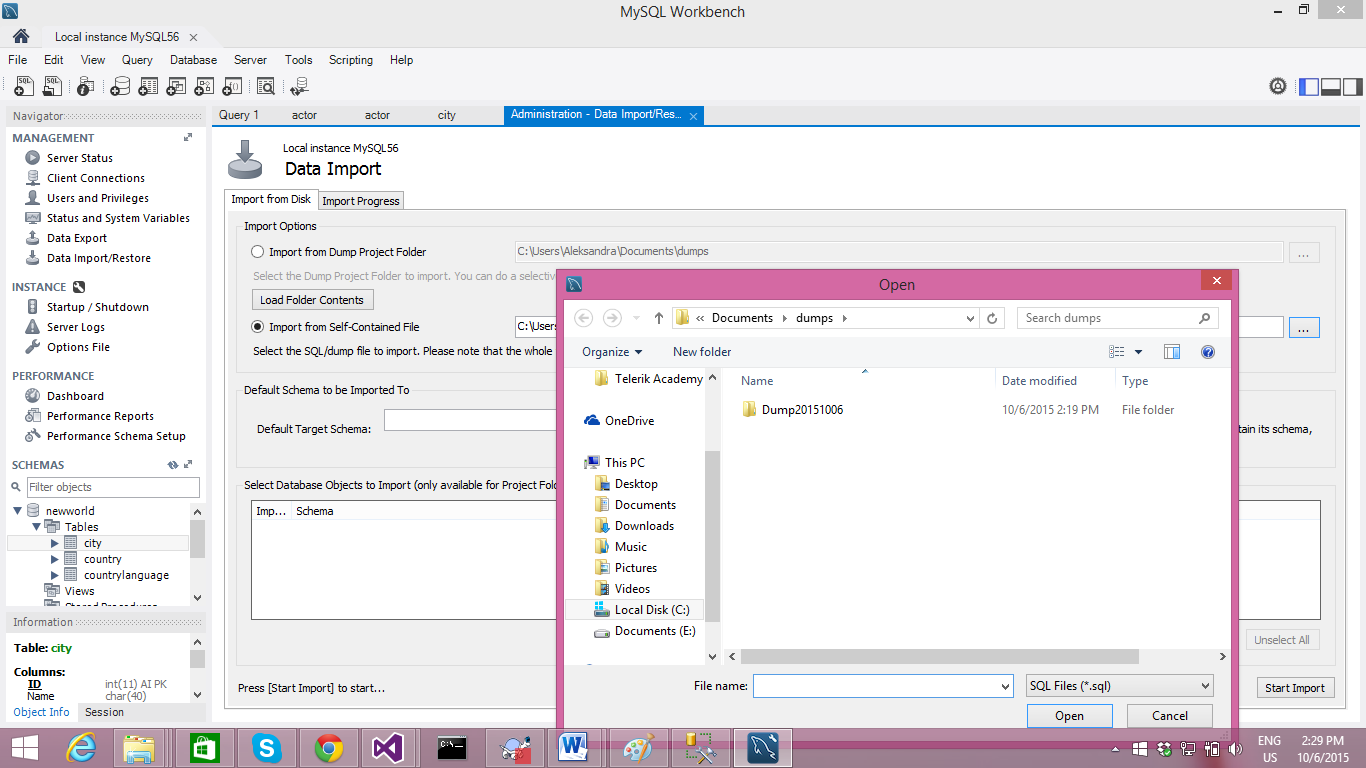 MySQL Workbench
Local instance MySQL56
File Edit View Query Database Server Tools Scripting Help
Navigator
MANAGEMENT
Server Status
Client Connections
Users and Privileges
Status and System Variables
Data Export
Data Import/Restore
INSTANCE
Startup / Shutdown
Server Logs
Options File
PERFORMANCE
Dashboard
Performance Reports
Performance Schema Setup
SCHEMAS
Filter objects
newworld
Tables
city
country
countrylanguage
Views
Stored Procedures
Information
Table: city
Columns:
ID int(11) AI PK
Name char(40)
Object Info Session
Query 1 actor actor city Administration - Data Import/Res...
Local instance MySQL56
Data Import
Import from Disk Import Progress
Import Options
Import from Dump Project Folder C:\Users\Aleksandra\Documents\dumps ...
Select the Dump Project Folder to import. You can do a selective
Load Folder Contents
Import from Self-Contained File C:\Users ...
Select the SQL/dump file to import. Please note that the whole
Default Schema to be Imported To
Default Target Schema: tain its schema,
Select Database Objects to Import (only available for Project Fol
Imp... Schema
Unselect All
Press [Start Import] to start...
Start Import
Open
« Documents dumps Search dumps
Organize New folder
Telerik Academy
OneDrive
This PC
Desktop
Documents
Downloads
Music
Pictures
Videos
Local Disk (C:)
Documents (E:)
Name Date modified Type
Dump20151006 10/6/2015 2:19 PM File folder
File name: SQL Files (*.sql)
Open Cancel
ENG 2:29 PM
US 10/6/2015